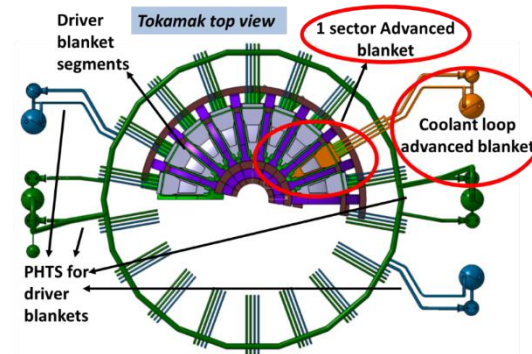 Driver
blanket
segments
Tokamak top view
1 sector Advanced
blanket
Coolant loop
advanced blanket
PHTS for
driver
blankets